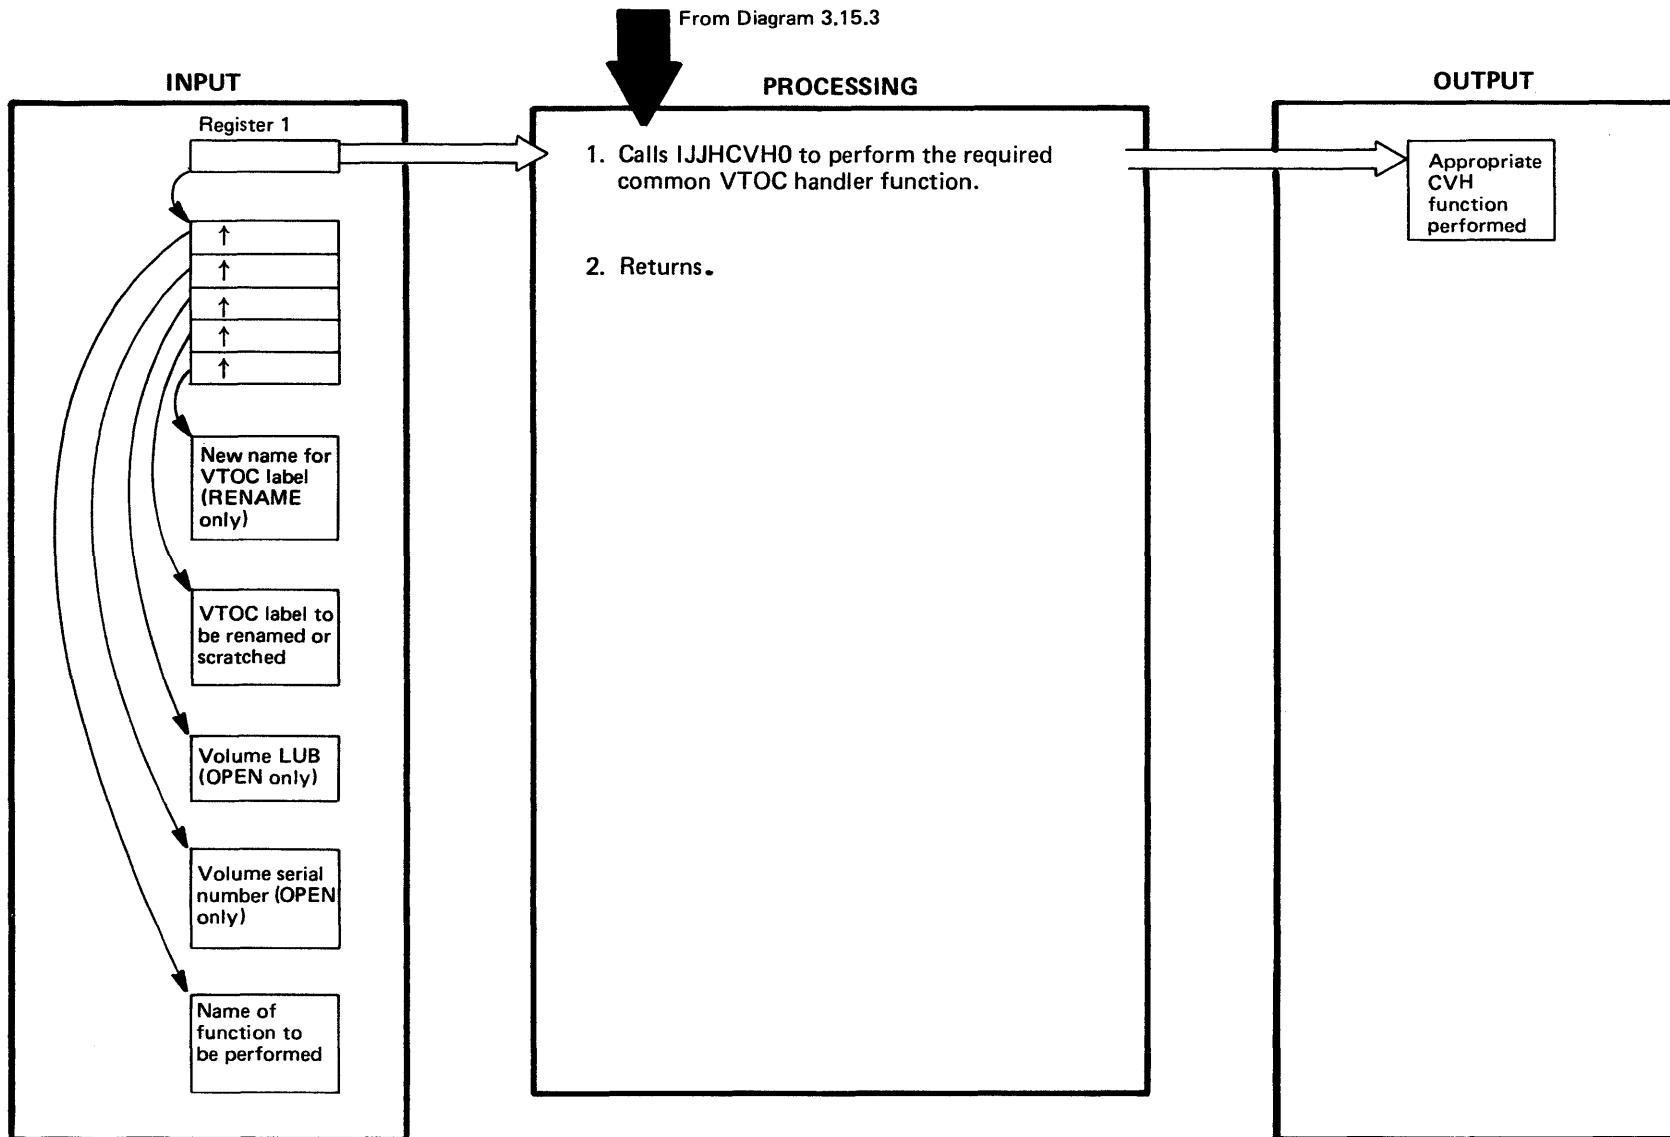 From Diagram 3.15.3
INPUT
PROCESSING
OUTPUT
Register 1
↑
↑
↑
↑
↑
New name for
VTOC label
(RENAME
only)
VTOC label to
be renamed or
scratched
Volume LUB
(OPEN only)
Volume serial
number (OPEN
only)
Name of
function to
be performed
1. Calls IJJHCVH0 to perform the required
common VTOC handler function.
2. Returns.
Appropriate
CVH
function
performed